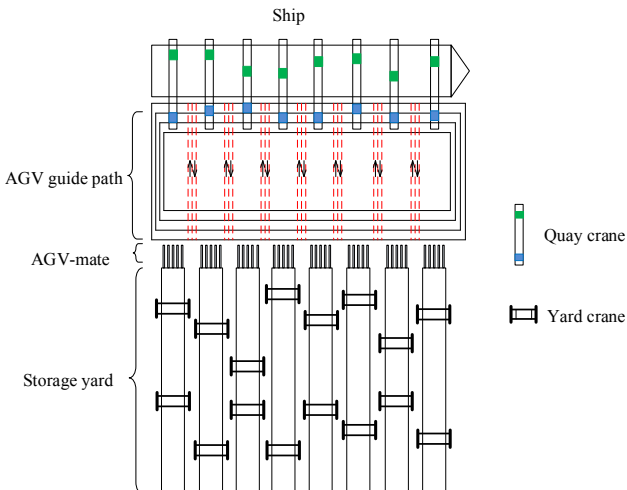 Ship
AGV guide path
Quay crane
AGV-mate
Yard crane
Storage yard